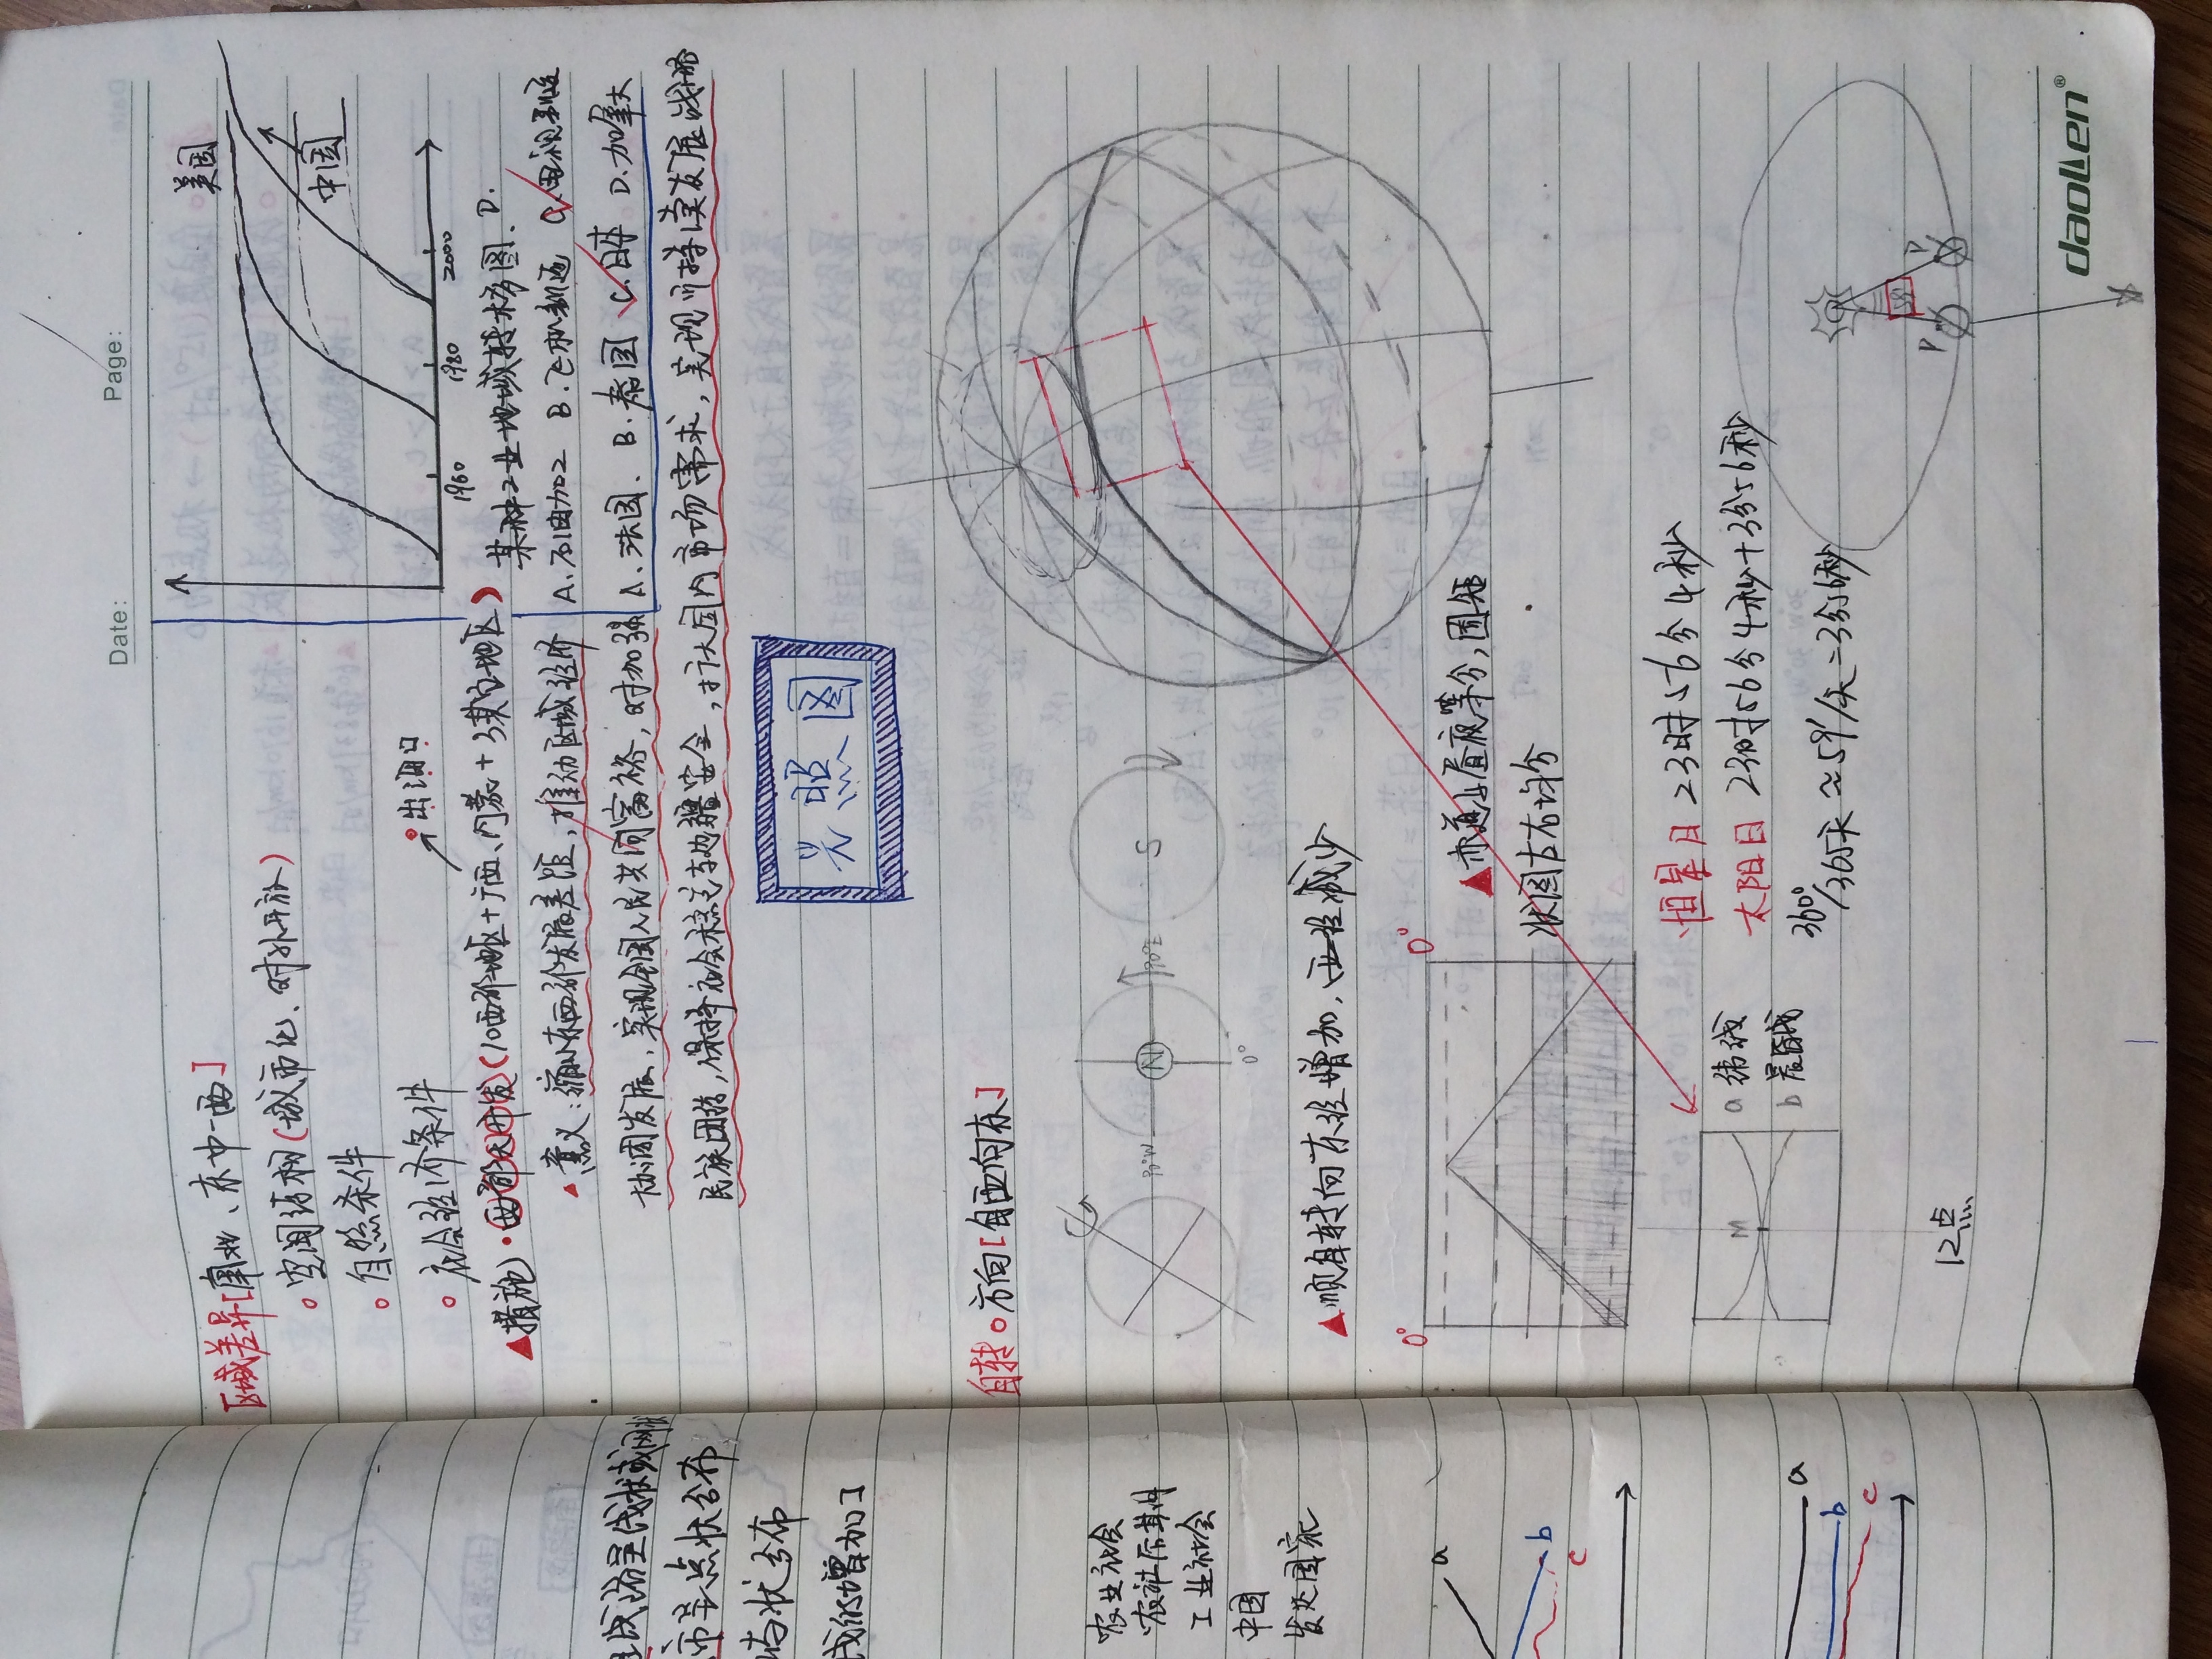 Date:
Page:
区域差异[南北、东中西]
空间结构(城市化、对外开放)
自然条件
社会经济条件
出海口
措施·西部大开发(10西部地区+广西、内蒙+3其它地区)
意义:缩小东西部发展差距,推动区域经济
协调发展,实现全国人民共同富裕,对加强
民族团结,保持社会稳定与边疆安全,扩大国内市场需求,实现可持续发展战略
美国
中国
1960
1980
2000
某种工业地域转移图.
D.
A.石油加工 B.飞机制造 C.电视制造
A.法国. B.泰国 C.日本 D.加拿大
光照图
自转 方向[自西向东]
90°W
N
90°E
S
0°
顺自转向东经增加,西经减少
0°
0°
赤道上昼夜等分,图矩
状图左右均分
M
a 纬线
b 晨昏线
12点
恒星日 23时56分4秒
太阳日 23时56分4秒+3分56秒
360°/365天≈59′/天=3分56秒
59′
P
P
daolen®
线路呈线状或网状
市呈点状分布
状分布
线的增加了
农业社会
农社后期
工业社会
中国
发达国家
a
b
c
a
b
c